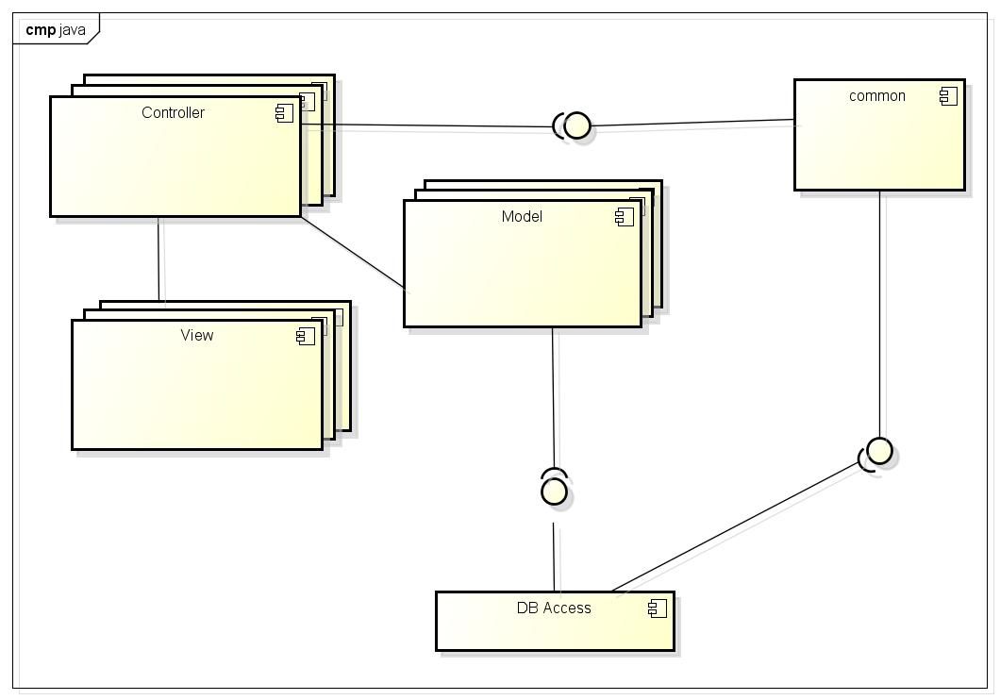 cmp java
Controller
common
Model
View
DB Access